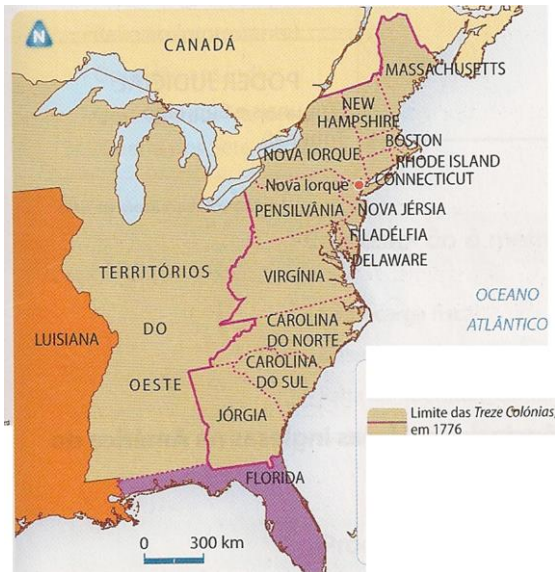 N
CANADÁ
MASSACHUSETTS
NEW
HAMPSHIRE
BOSTON
NOVA IORQUE
RHODE ISLAND
Nova Iorque
CONNECTICUT
PENSILVÂNIA
NOVA JÉRSIA
FILADÉLFIA
DELAWARE
TERRITÓRIOS
DO
OESTE
VIRGÍNIA
OCEANO
ATLÂNTICO
LUISIANA
CAROLINA
DO NORTE
CAROLINA
DO SUL
JÓRGIA
FLORIDA
Limite das Treze Colónias,
em 1776
0 300 km